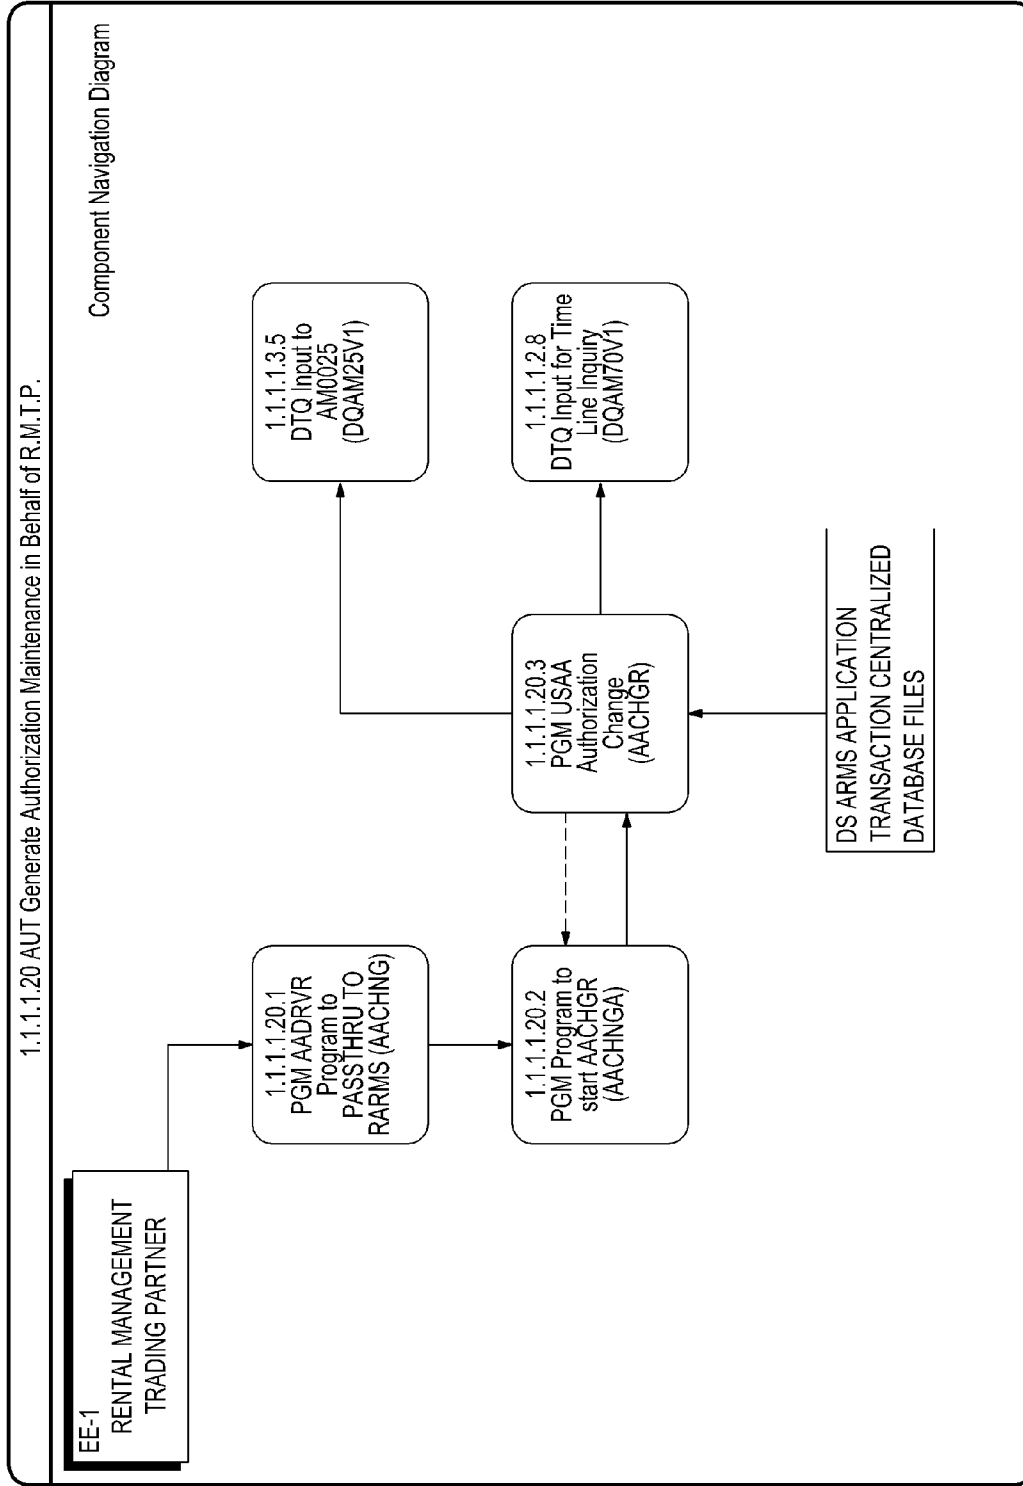 1.1.1.1.20 AUT Generate Authorization Maintenance in Behalf of R.M.T.P.
Component Navigation Diagram
EE-1
RENTAL MANAGEMENT
TRADING PARTNER
1.1.1.1.20.1
PGM AADRVR
Program to
PASSTHRU TO
RARMS (AACHNG)
1.1.1.1.20.2
PGM Program to
start AACHGR
(AACHNGA)
1.1.1.1.20.3
PGM USAA
Authorization
Change
(AACHGR)
1.1.1.1.3.5
DTQ Input to
AM0025
(DQAM25V1)
1.1.1.1.2.8
DTQ Input for Time
Line Inquiry
(DQAM70V1)
DS ARMS APPLICATION
TRANSACTION CENTRALIZED
DATABASE FILES